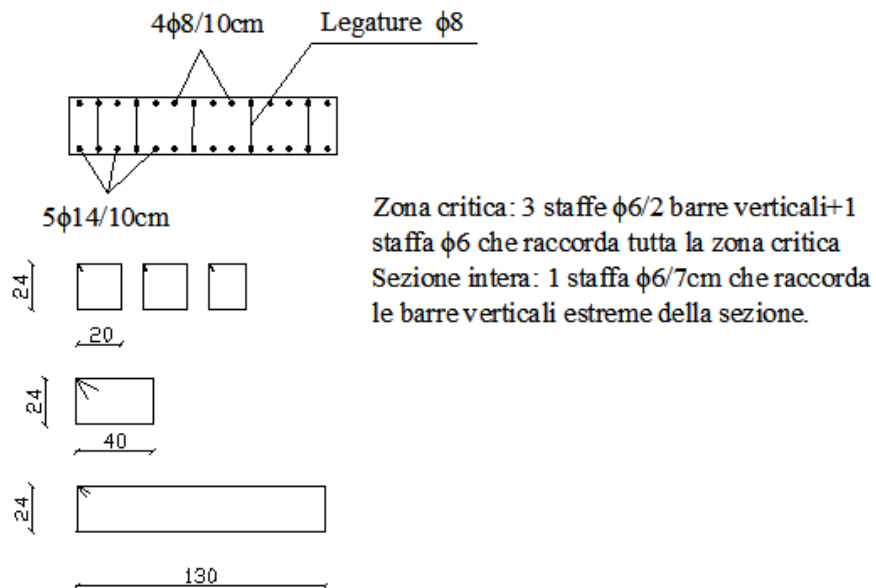 4ϕ8/10cm
Legature ϕ8
5ϕ14/10cm
Zona critica: 3 staffe ϕ6/2 barre verticali+1
staffa ϕ6 che raccorda tutta la zona critica
Sezione intera: 1 staffa ϕ6/7cm che raccorda
le barre verticali estreme della sezione.
24
20
24
40
24
130